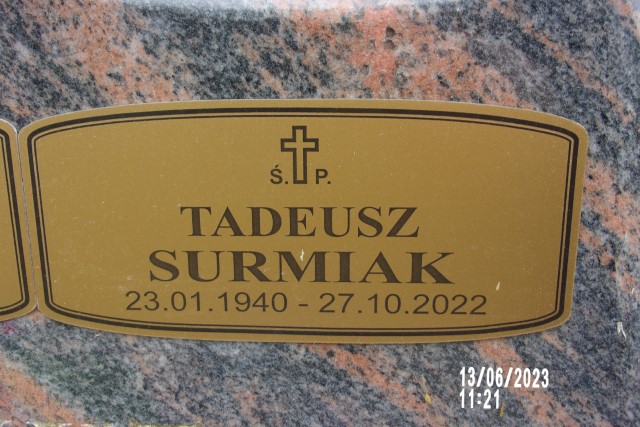 Ś. P.
TADEUSZ
SURMIAK
23.01.1940 - 27.10.2022
13/06/2023
11:21